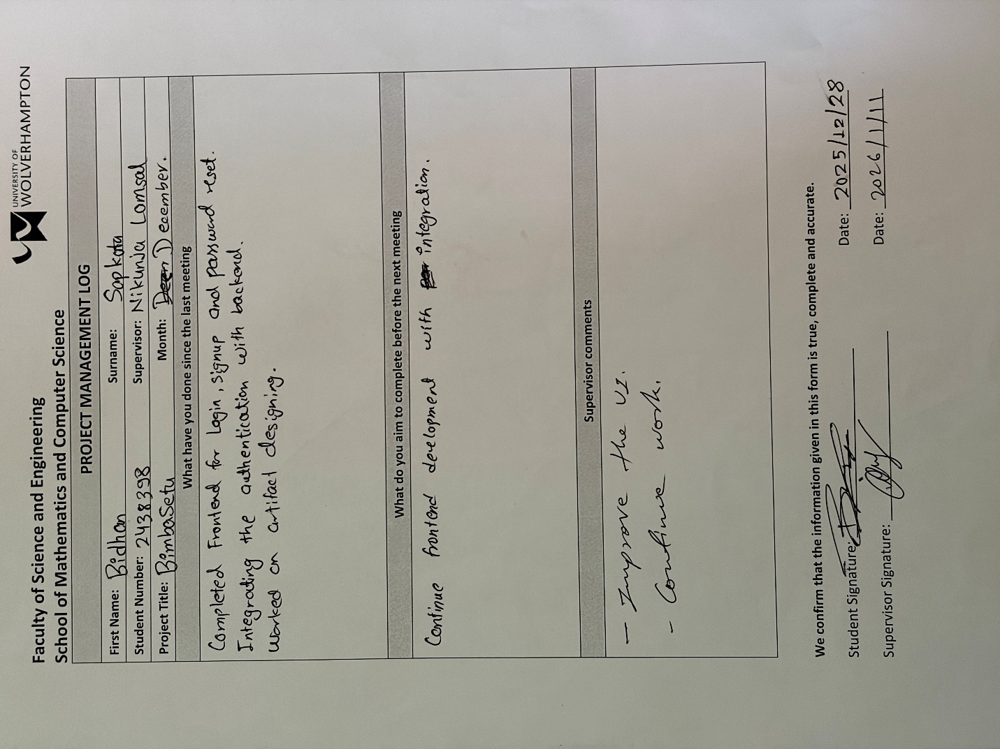 UNIVERSITY OF
WOLVERHAMPTON
Faculty of Science and Engineering
School of Mathematics and Computer Science
PROJECT MANAGEMENT LOG
First Name: Bidhan Surname: Sapkota
Student Number: 2438398 Supervisor: Nikunja Lamsal
Project Title: BimbaSetu Month: December.
What have you done since the last meeting
Completed Frontend for Login, signup and password reset.
Integrating the authentication with backend.
Worked on artifact designing.
What do you aim to complete before the next meeting
Continue frontend development with integration.
Supervisor comments
- Improve the UI.
- Continue work.
We confirm that the information given in this form is true, complete and accurate.
Student Signature: Date: 2025/12/28
Supervisor Signature: Date: 2026/1/11